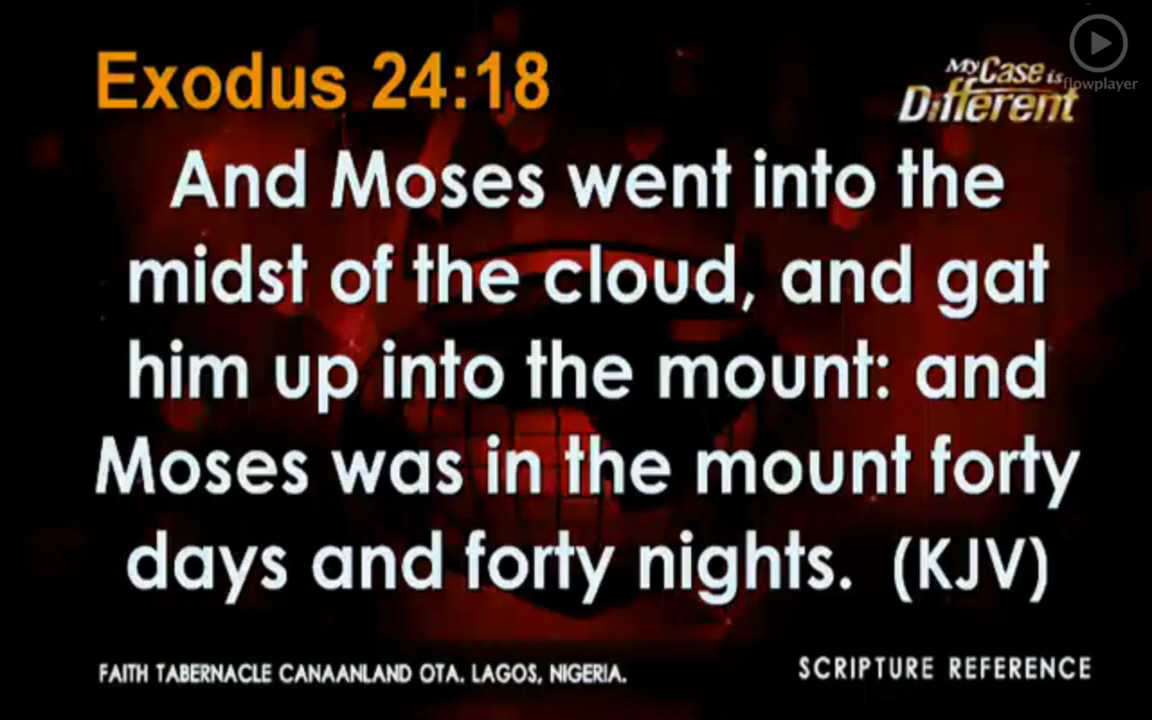 Exodus 24:18
My Case is
Different
flowplayer
And Moses went into the
midst of the cloud, and gat
him up into the mount: and
Moses was in the mount forty
days and forty nights. (KJV)
FAITH TABERNACLE CANAANLAND OTA. LAGOS, NIGERIA.
SCRIPTURE REFERENCE